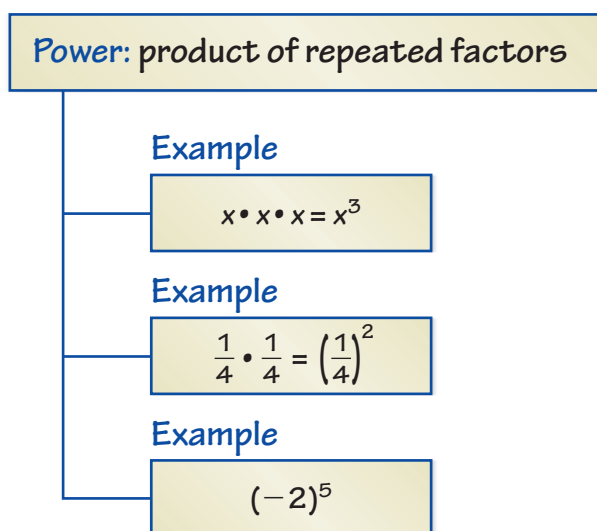 Power: product of repeated factors
Example
x • x • x = x³
Example
1/4 • 1/4 = (1/4)²
Example
(−2)⁵